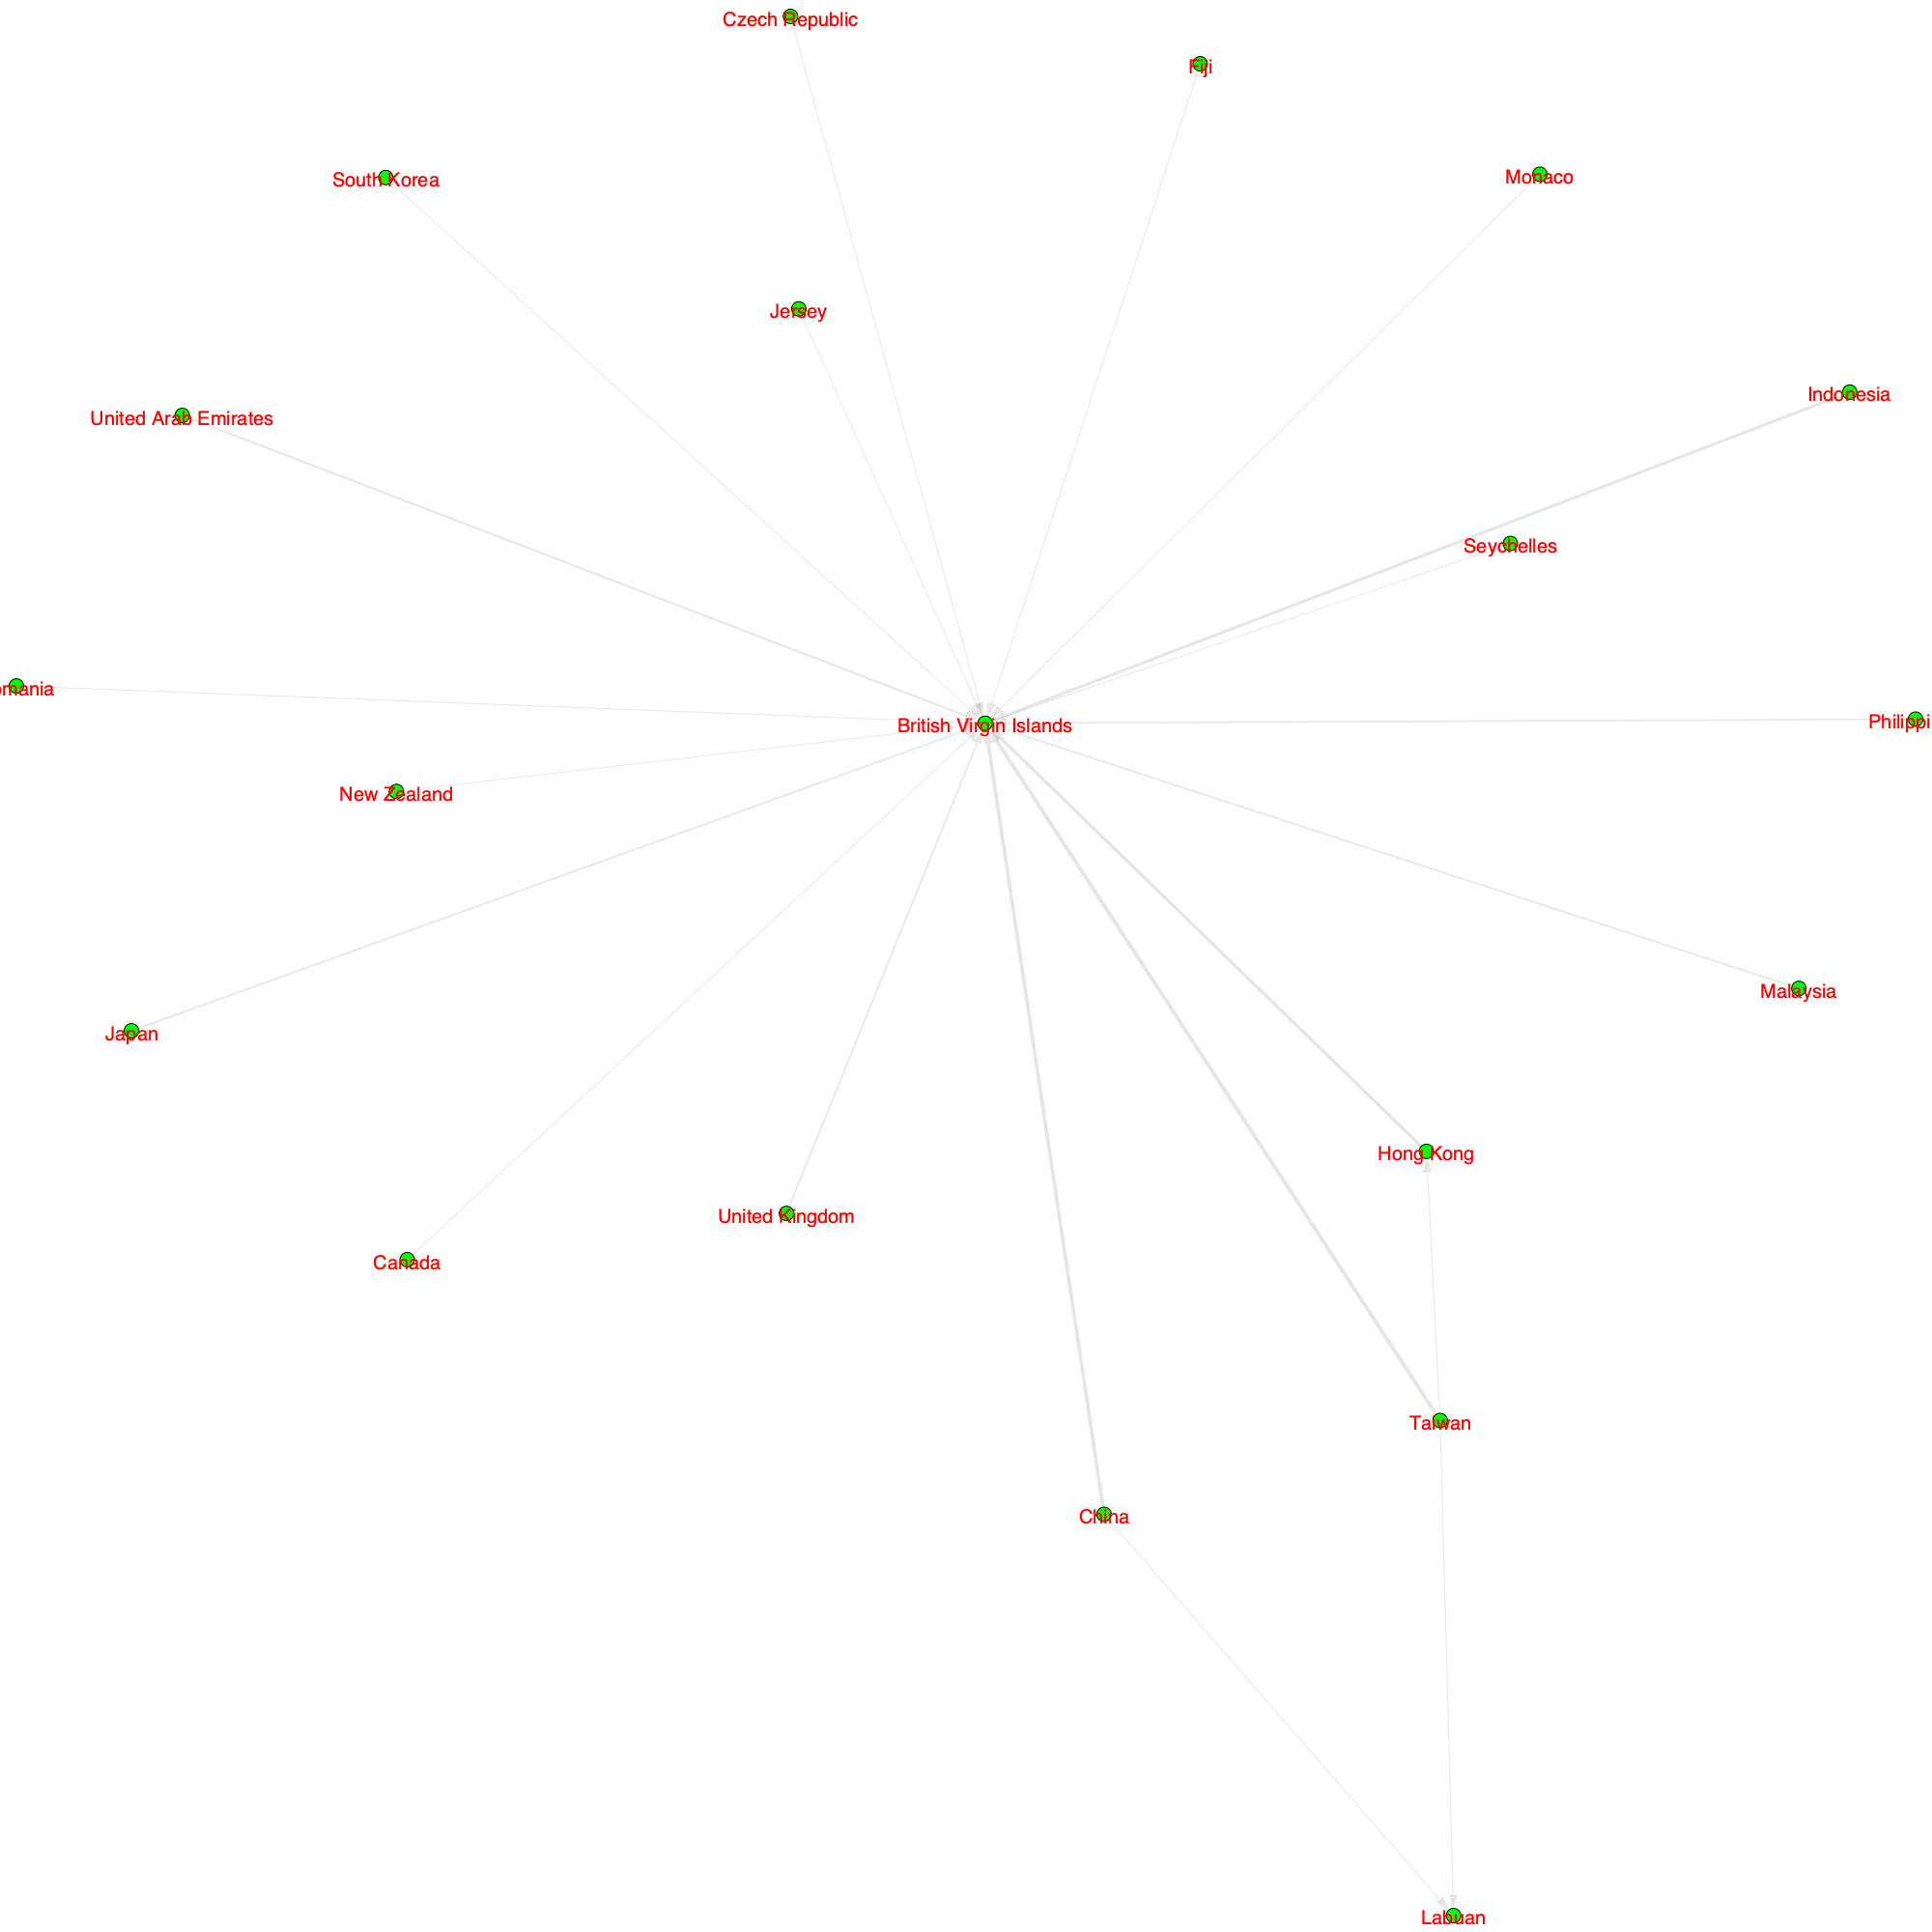 Czech Republic
Fiji
South Korea
Monaco
Jersey
Indonesia
United Arab Emirates
Seychelles
omania
British Virgin Islands
Philippi
New Zealand
Malaysia
Japan
Hong Kong
United Kingdom
Canada
Taiwan
China
Labuan